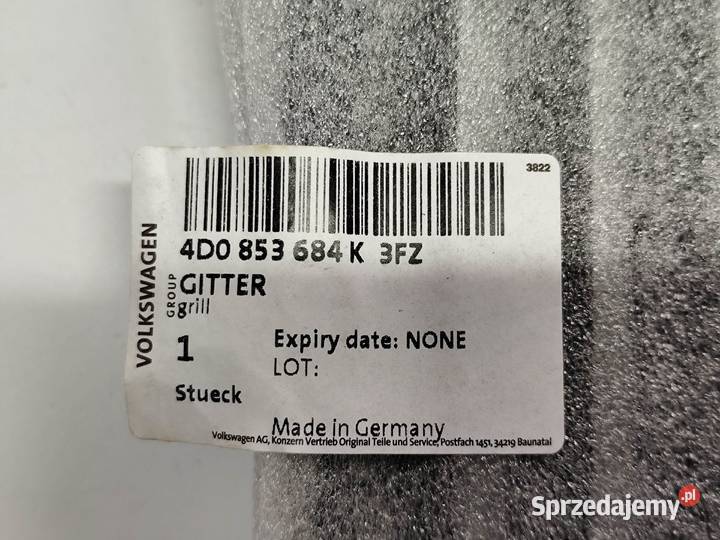 3822
VOLKSWAGEN
GROUP
4D0 853 684 K 3FZ
GITTER
grill
1
Expiry date: NONE
LOT:
Stueck
Made in Germany
Volkswagen AG, Konzern Vertrieb Original Teile und Service, Postfach 1451, 34219 Baunatal
Sprzedajemy.pl